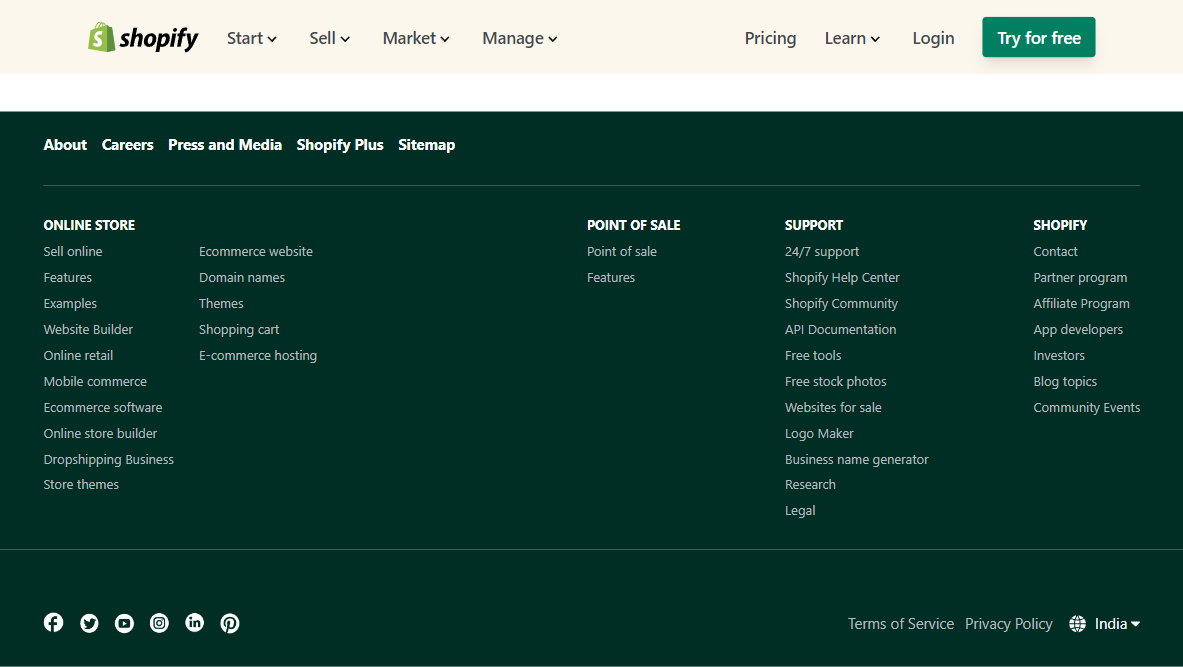 shopify Start Sell Market Manage Pricing Learn Login Try for free
About Careers Press and Media Shopify Plus Sitemap
ONLINE STORE
Sell online
Features
Examples
Website Builder
Online retail
Mobile commerce
Ecommerce software
Online store builder
Dropshipping Business
Store themes
Ecommerce website
Domain names
Themes
Shopping cart
E-commerce hosting
POINT OF SALE
Point of sale
Features
SUPPORT
24/7 support
Shopify Help Center
Shopify Community
API Documentation
Free tools
Free stock photos
Websites for sale
Logo Maker
Business name generator
Research
Legal
SHOPIFY
Contact
Partner program
Affiliate Program
App developers
Investors
Blog topics
Community Events
Terms of Service Privacy Policy India